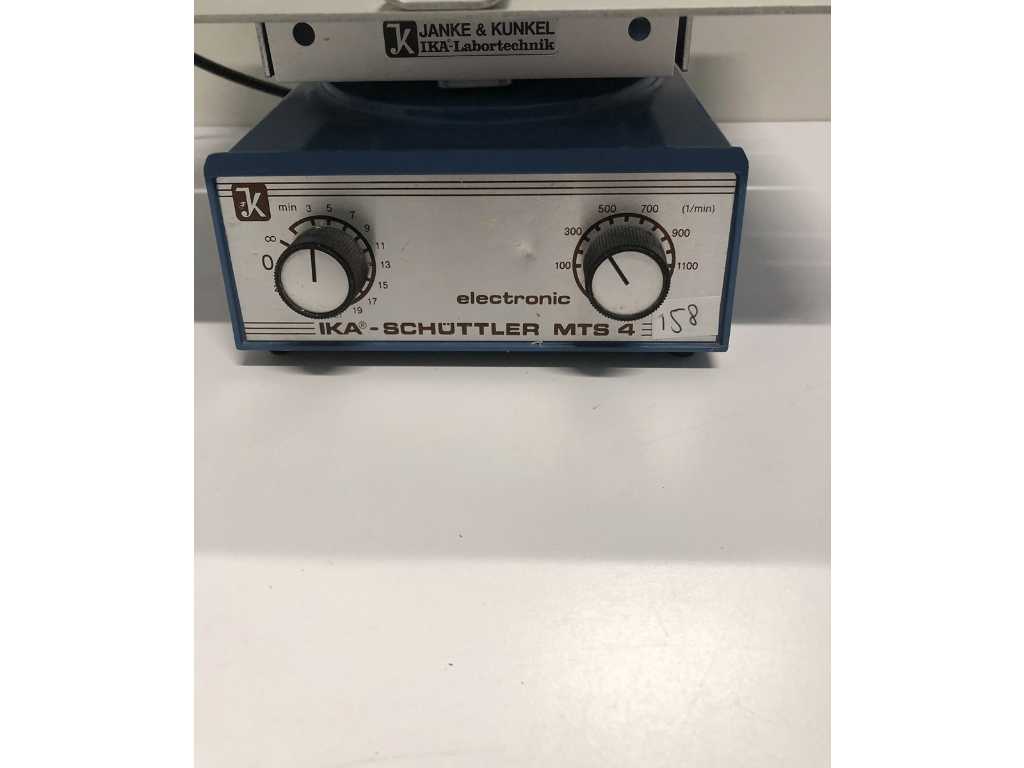 JK JANKE & KUNKEL
IKA®-Labortechnik
JK
min 3 5 7 9 11 13 15 17 19
∞
0
100 300 500 700 900 1100
(1/min)
electronic
IKA®-SCHÜTTLER MTS 4
158